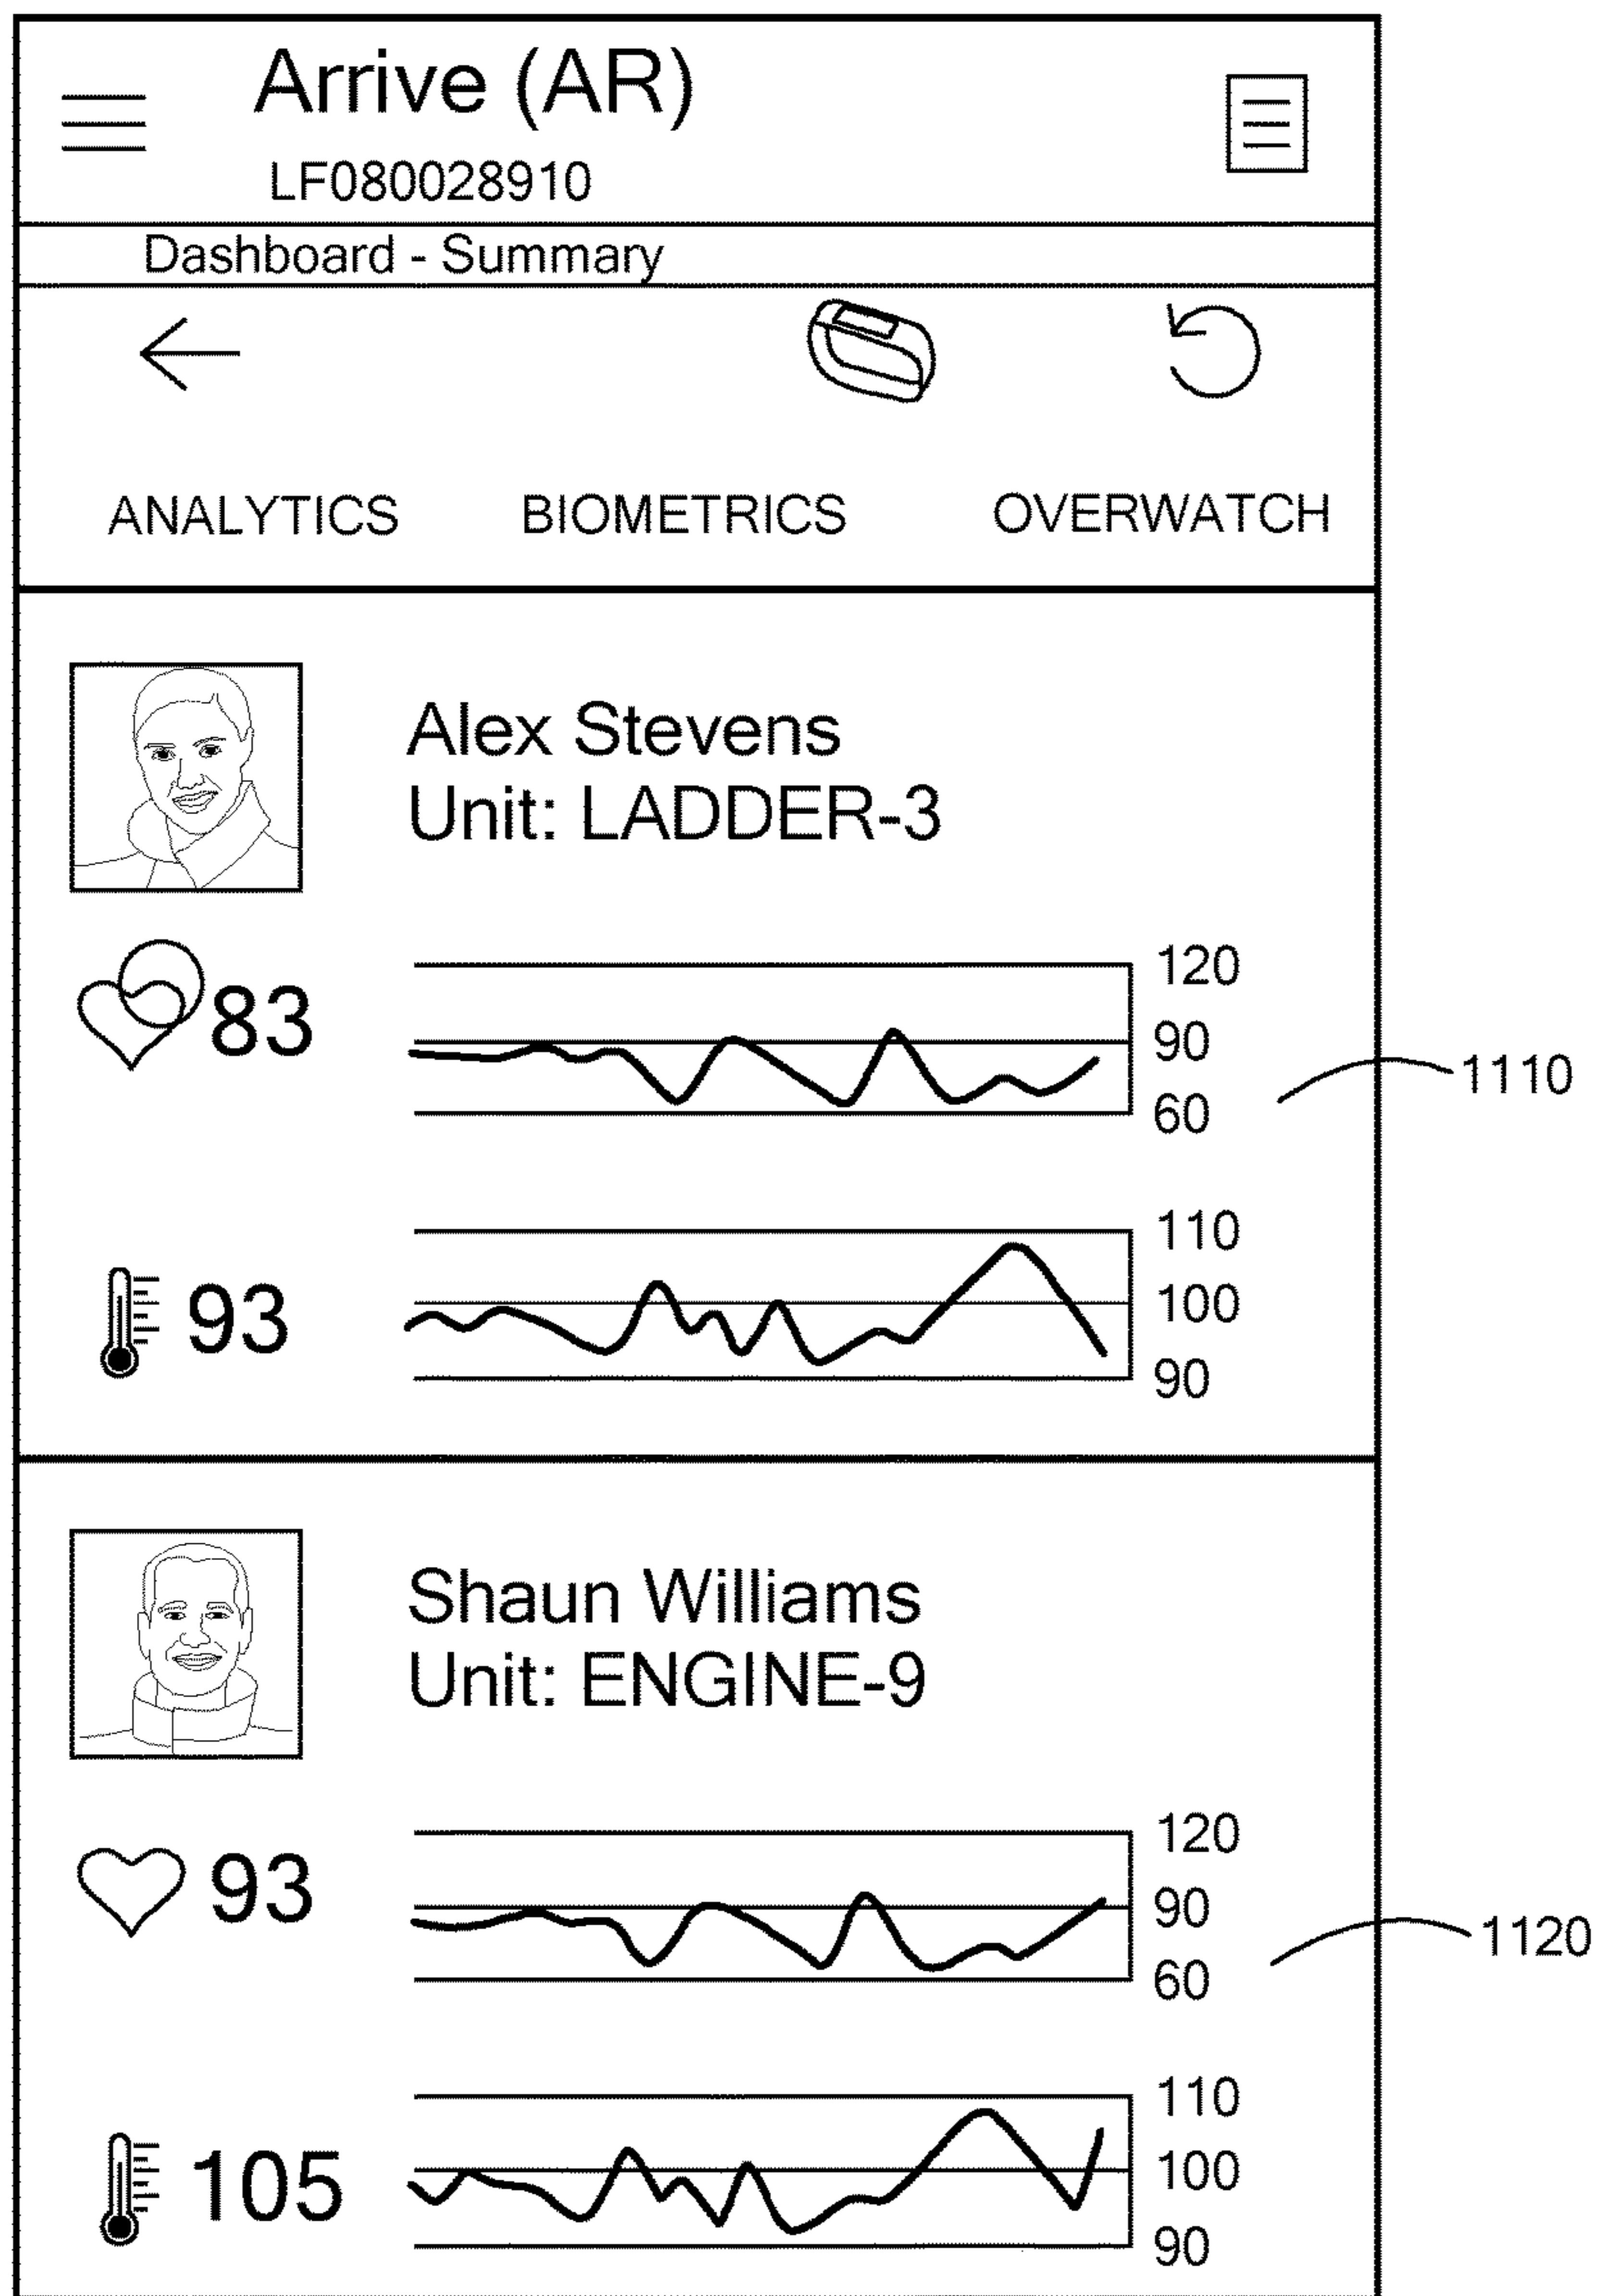 Arrive (AR)
LF080028910
Dashboard - Summary
ANALYTICS BIOMETRICS OVERWATCH
Alex Stevens
Unit: LADDER-3
83
120
90
60
1110
93
110
100
90
Shaun Williams
Unit: ENGINE-9
93
120
90
60
1120
105
110
100
90